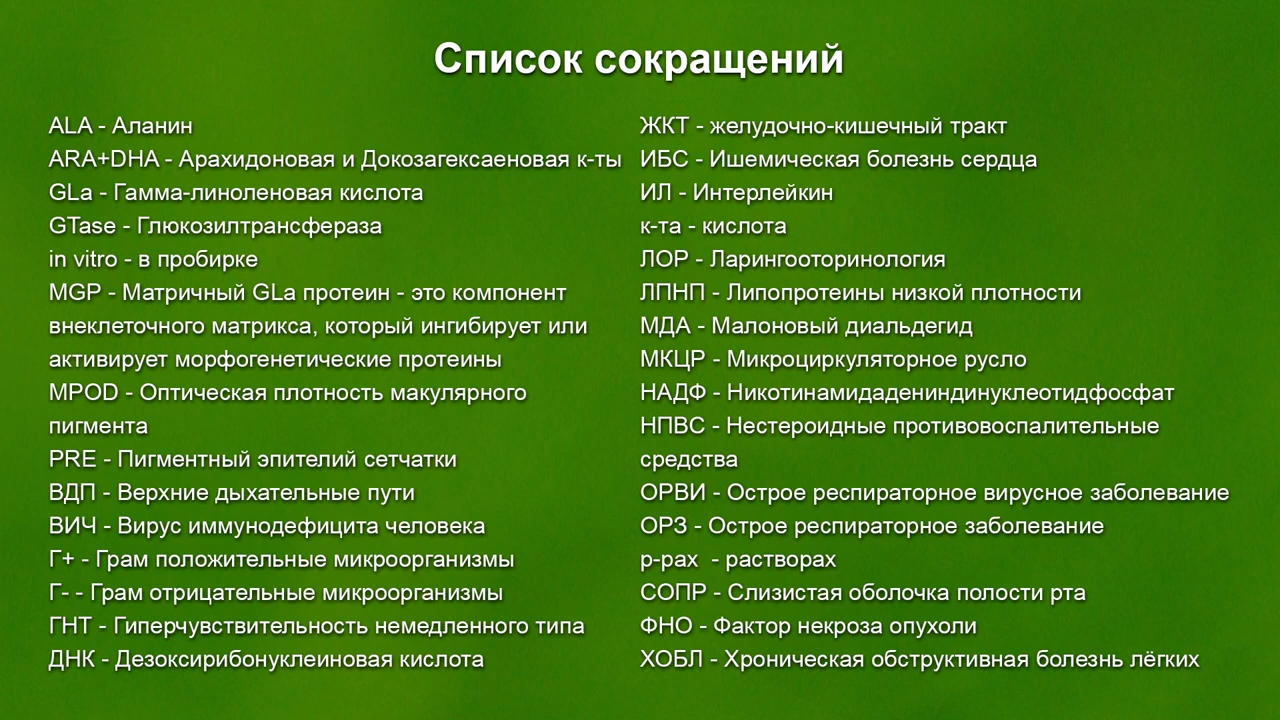 Список сокращений
ALA - Аланин
ARA+DHA - Арахидоновая и Докозагексаеновая к-ты
GLa - Гамма-линоленовая кислота
GTase - Глюкозилтрансфераза
in vitro - в пробирке
MGP - Матричный GLa протеин - это компонент
внеклеточного матрикса, который ингибирует или
активирует морфогенетические протеины
MPOD - Оптическая плотность макулярного
пигмента
PRE - Пигментный эпителий сетчатки
ВДП - Верхние дыхательные пути
ВИЧ - Вирус иммунодефицита человека
Г+ - Грам положительные микроорганизмы
Г- - Грам отрицательные микроорганизмы
ГНТ - Гиперчувствительность немедленного типа
ДНК - Дезоксирибонуклеиновая кислота
ЖКТ - желудочно-кишечный тракт
ИБС - Ишемическая болезнь сердца
ИЛ - Интерлейкин
к-та - кислота
ЛОР - Ларингооторинология
ЛПНП - Липопротеины низкой плотности
МДА - Малоновый диальдегид
МКЦР - Микроциркуляторное русло
НАДФ - Никотинамидадениндинуклеотидфосфат
НПВС - Нестероидные противовоспалительные
средства
ОРВИ - Острое респираторное вирусное заболевание
ОРЗ - Острое респираторное заболевание
р-рах  - растворах
СОПР - Слизистая оболочка полости рта
ФНО - Фактор некроза опухоли
ХОБЛ - Хроническая обструктивная болезнь лёгких